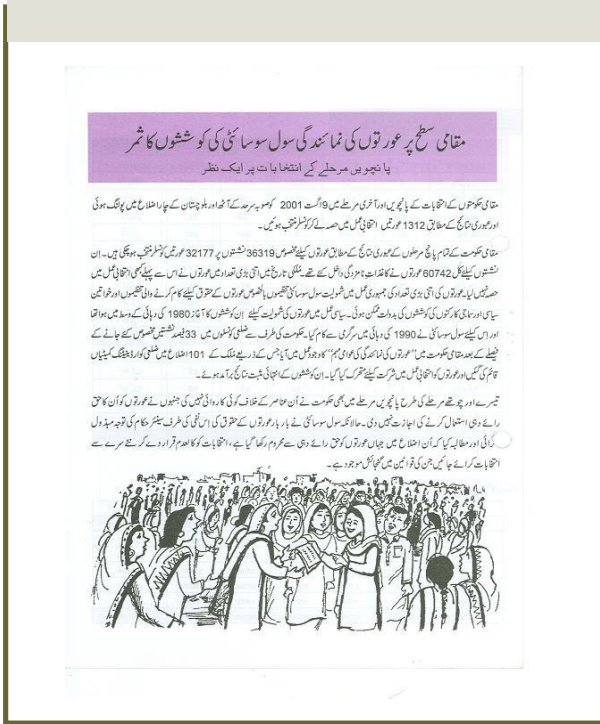 مقامی سطح پر عورتوں کی نمائندگی سول سوسائٹی کی کوششوں کا ثمر
پانچویں مرحلے کے انتخابات پر ایک نظر
مقامی حکومتوں کے انتخابات کے پانچویں اور آخری مرحلے میں 9 اگست 2001 کو صوبہ سرحد کے آٹھ اور بلوچستان کے چار اضلاع میں پولنگ ہوئی
اور عبوری نتائج کے مطابق 1312 عورتیں انتخابی عمل میں حصہ لے کر کونسلر منتخب ہوئیں۔
مقامی حکومت کے تمام پانچ مرحلوں کے عبوری نتائج کے مطابق عورتوں کیلئے مخصوص 36319 نشستوں پر 32177 عورتیں کونسلر منتخب ہو چکی ہیں۔ اِن
نشستوں کیلئے کل 60742 عورتوں نے کاغذات نامزدگی داخل کئے تھے۔ ملکی تاریخ میں اتنی بڑی تعداد میں عورتوں نے اس سے پہلے کبھی انتخابی عمل میں
حصہ نہیں لیا۔ عورتوں کی اتنی بڑی تعداد کی جمہوری عمل میں شمولیت سول سوسائٹی تنظیموں بالخصوص عورتوں کے حقوق کیلئے کام کرنے والی تنظیموں اور خواتین
سیاسی اور سماجی کارکنوں کی کوششوں کی بدولت ممکن ہوئی۔ سیاسی عمل میں عورتوں کی شمولیت کیلئے اِن کوششوں کا آغاز 1980 کی دہائی کے وسط میں ہوا تھا
اور اِس کیلئے سول سوسائٹی نے 1990 کی دہائی میں سرگرمی سے کام کیا۔ حکومت کی طرف سے ضلعی کونسلوں میں 33 فیصد نشستیں مخصوص کئے جانے کے
فیصلے کے بعد مقامی حکومت میں "عورتوں کی نمائندگی کی عوامی مہم" کا وجود عمل میں آیا جس کے ذریعے ملک کے 101 اضلاع میں ضلعی کوارڈینیٹنگ کمیٹیاں
قائم کی گئیں اور عورتوں کو انتخابی عمل میں شرکت کیلئے متحرک کیا گیا۔ اِن کوششوں کے انتہائی مثبت نتائج برآمد ہوئے۔
تیسرے اور چوتھے مرحلے کی طرح پانچویں مرحلے میں بھی حکومت نے اُن عناصر کے خلاف کوئی کاروائی نہیں کی جنہوں نے عورتوں کو اُن کا حق
رائے دہی استعمال کرنے کی اجازت نہیں دی۔ حالانکہ سول سوسائٹی نے بار بار عورتوں کے حقوق کی اِس نفی کی طرف سینئر حکام کی توجہ مبذول
کرائی اور مطالبہ کیا کہ اُن اضلاع میں جہاں عورتوں کو حق رائے دہی سے محروم رکھا گیا ہے، انتخابات کو کالعدم قرار دے کر نئے سرے سے
انتخابات کرائے جائیں جن کی قوانین میں گنجائش موجود ہے۔